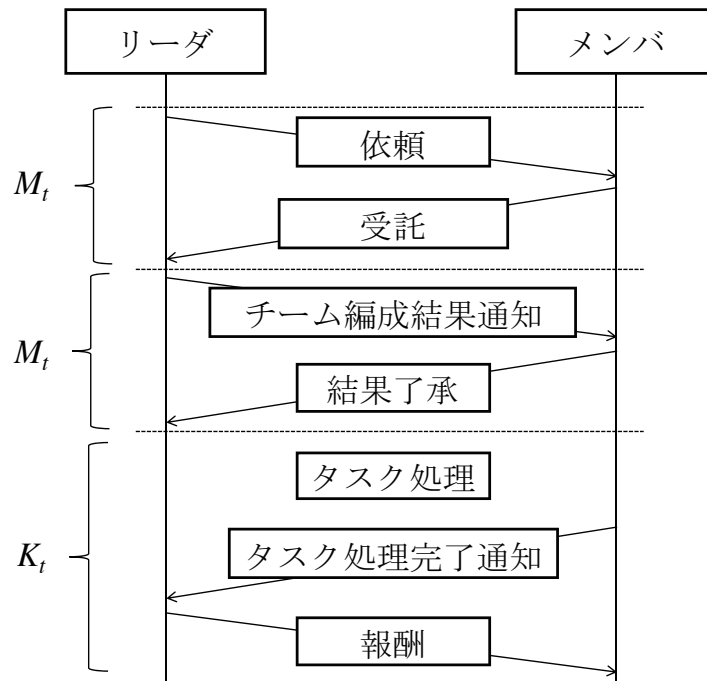 リーダ
メンバ
依頼
M_t
受託
チーム編成結果通知
M_t
結果了承
タスク処理
K_t
タスク処理完了通知
報酬